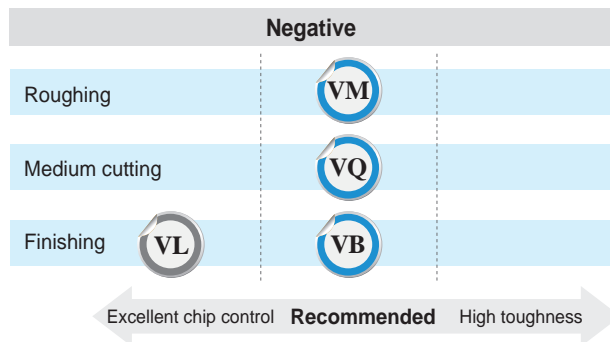 Negative
Roughing VM
Medium cutting VQ
Finishing VL VB
Excellent chip control Recommended High toughness